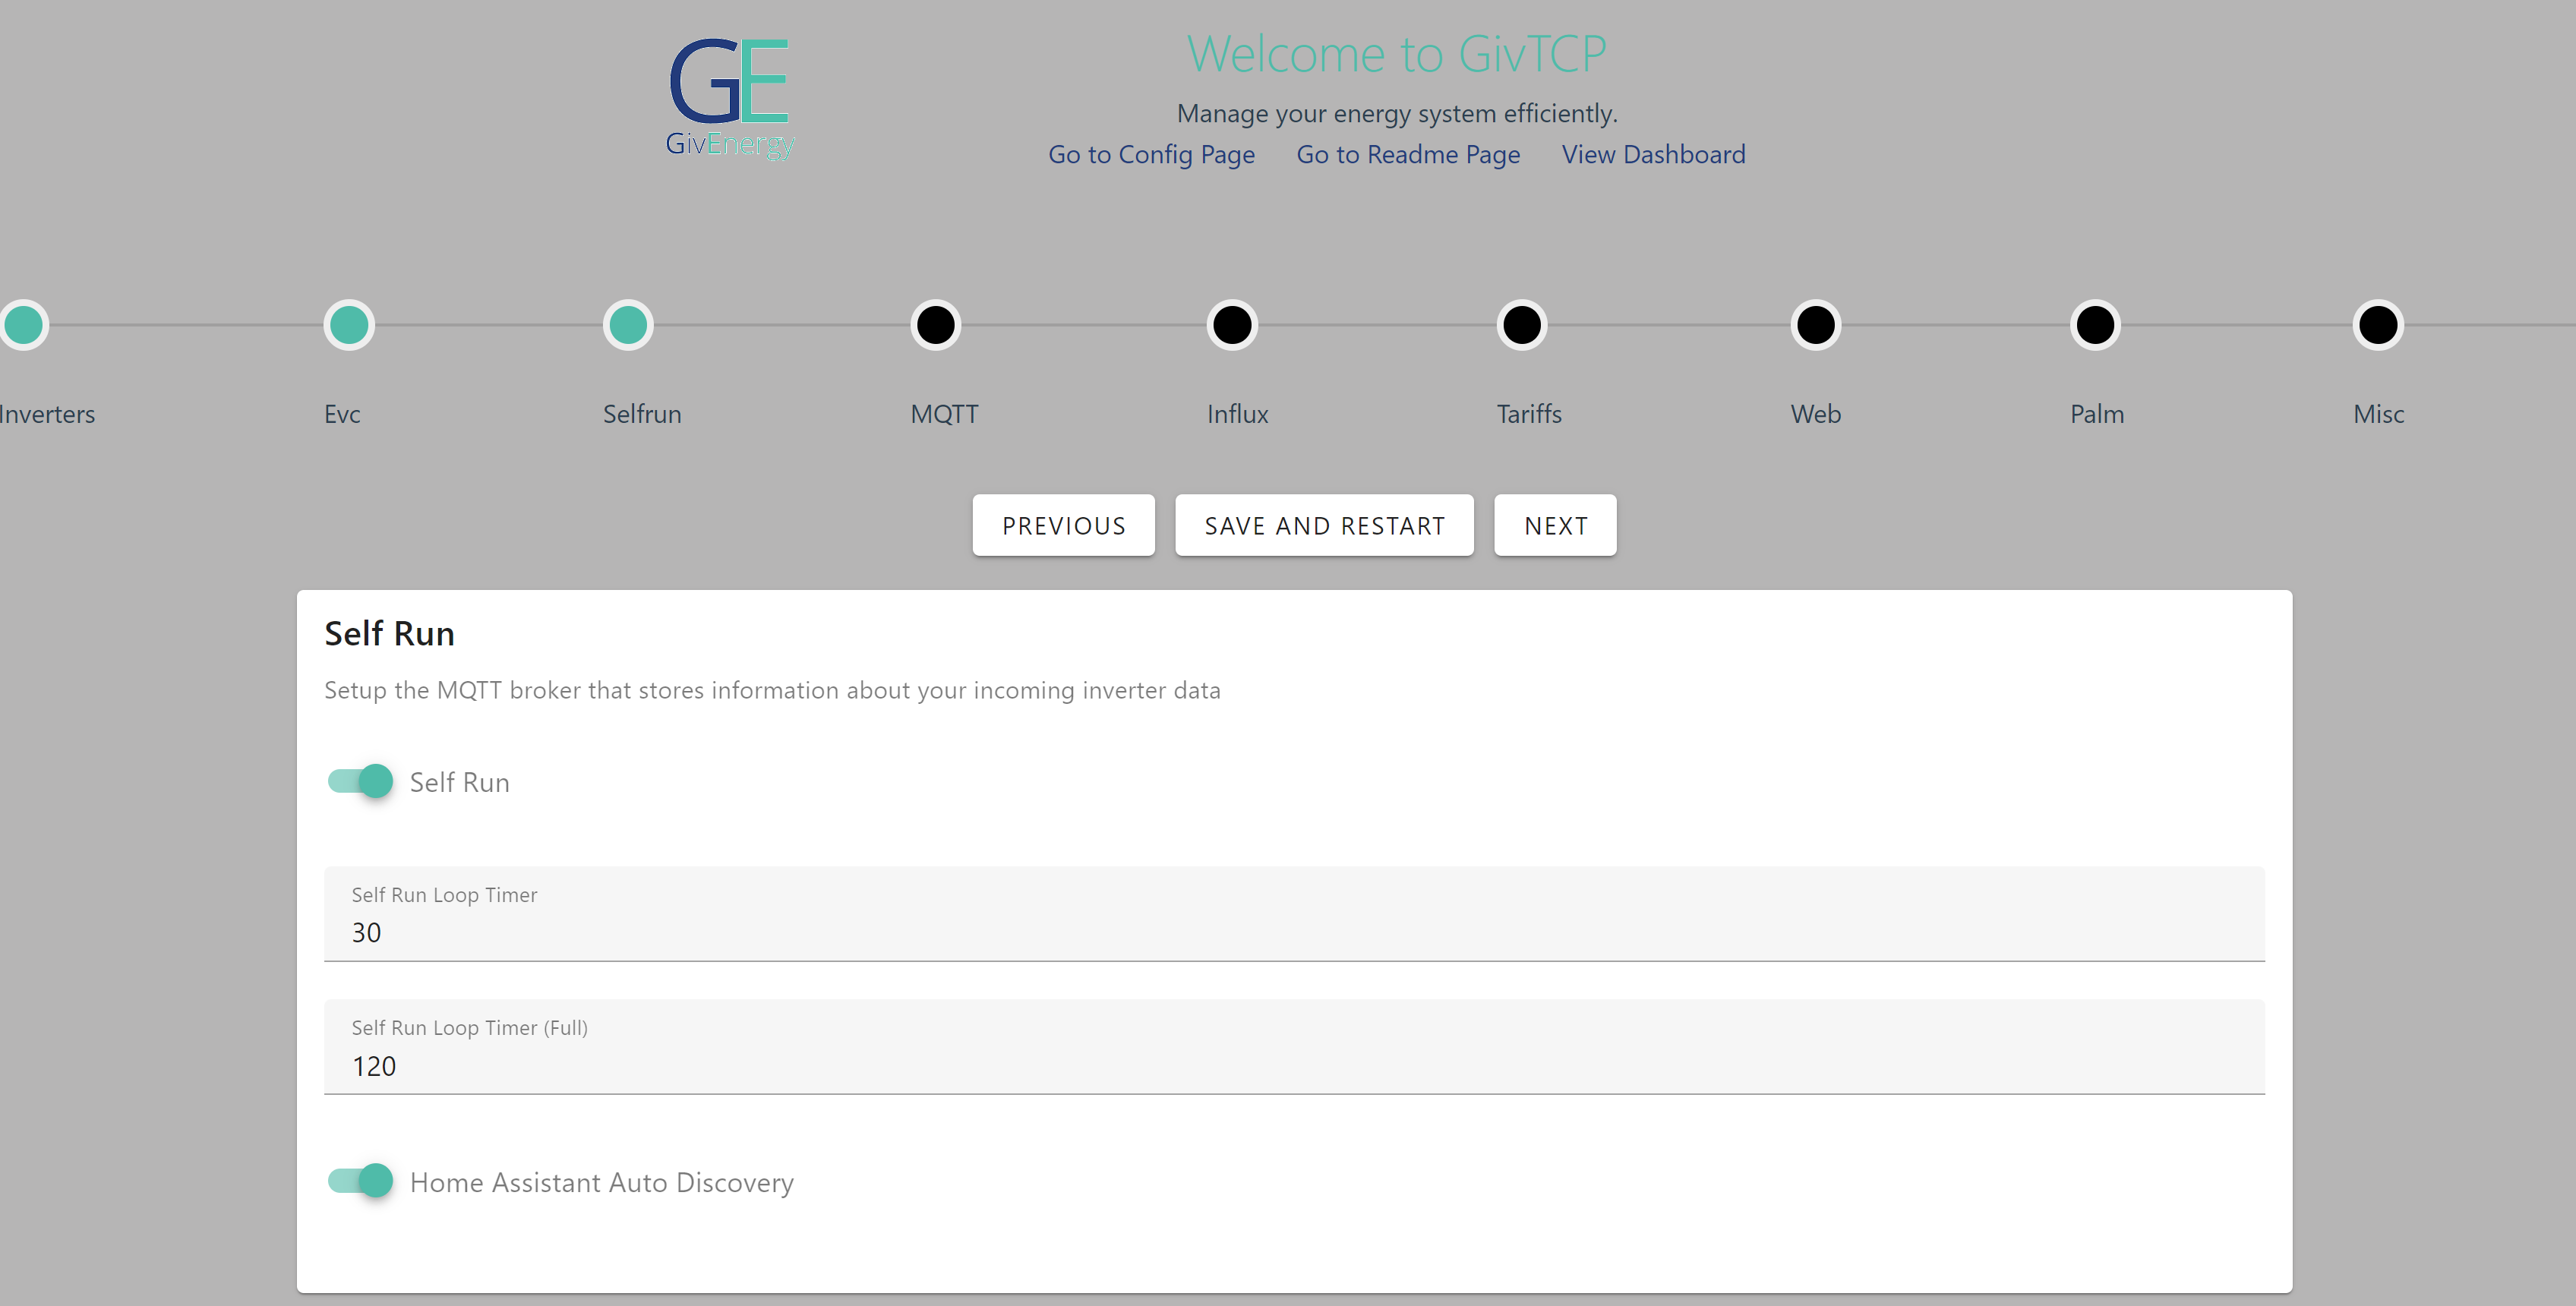 GE
GivEnergy
Welcome to GivTCP
Manage your energy system efficiently.
Go to Config Page Go to Readme Page View Dashboard
Inverters Evc Selfrun MQTT Influx Tariffs Web Palm Misc
PREVIOUS SAVE AND RESTART NEXT
Self Run
Setup the MQTT broker that stores information about your incoming inverter data
Self Run
Self Run Loop Timer
30
Self Run Loop Timer (Full)
120
Home Assistant Auto Discovery